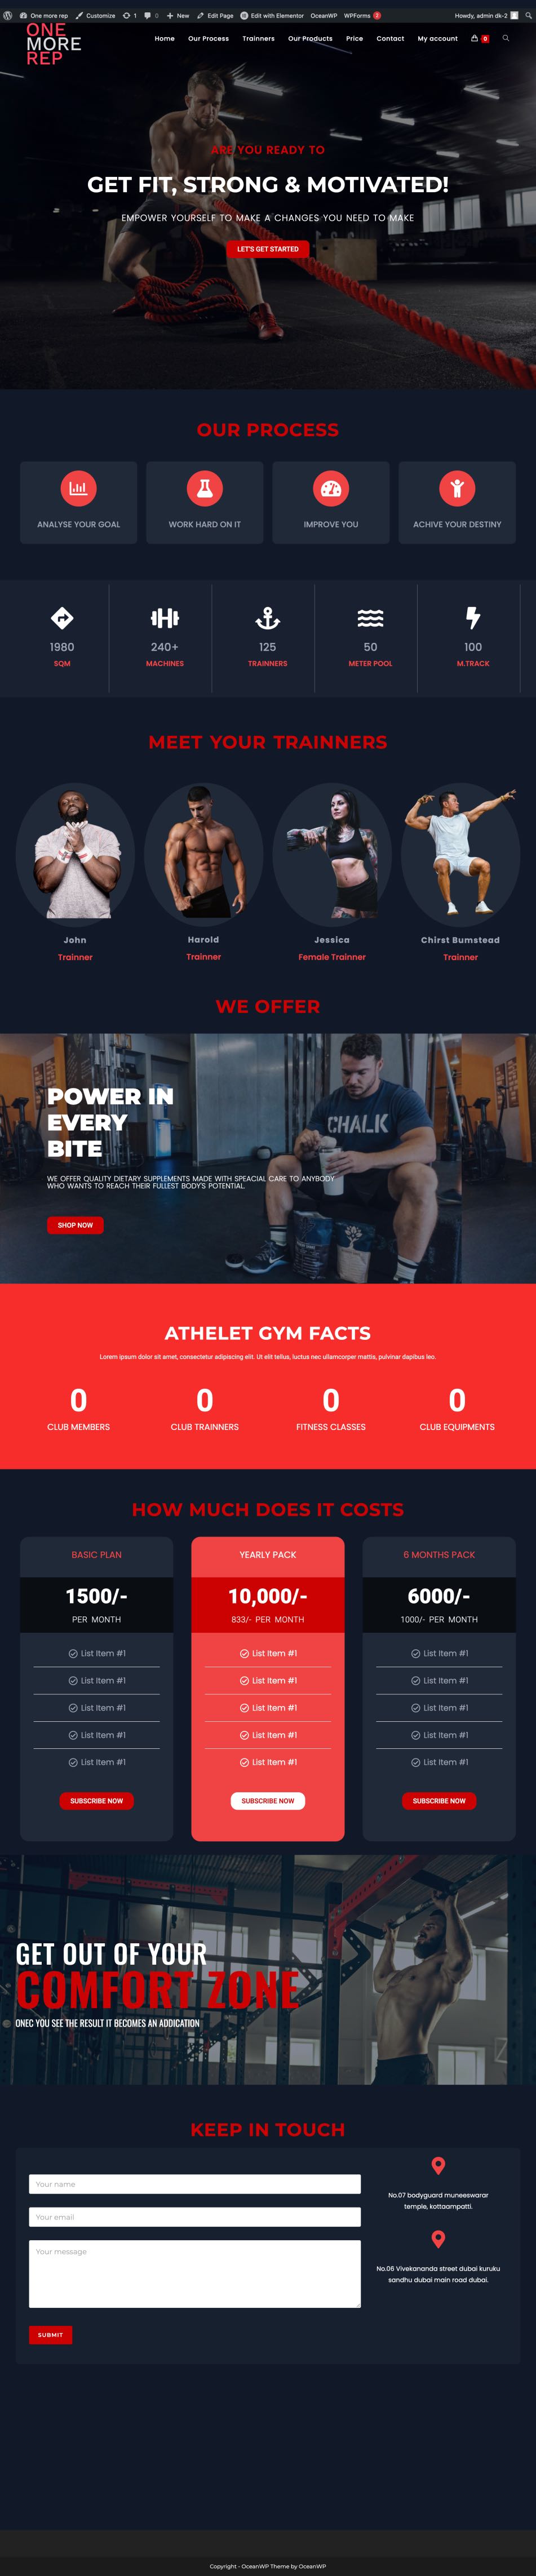 One more rep Customize 1 0 New Edit Page Edit with Elementor OceanWP WPForms 2 Howdy, admin dk-2
ONE
MORE
REP
Home Our Process Trainners Our Products Price Contact My account 0
ARE YOU READY TO
GET FIT, STRONG & MOTIVATED!
EMPOWER YOURSELF TO MAKE A CHANGES YOU NEED TO MAKE
LET'S GET STARTED
OUR PROCESS
ANALYSE YOUR GOAL WORK HARD ON IT IMPROVE YOU ACHIVE YOUR DESTINY
1980 240+ 125 50 100
SQM MACHINES TRAINNERS METER POOL M.TRACK
MEET YOUR TRAINNERS
John Harold Jessica Chirst Bumstead
Trainner Trainner Female Trainner Trainner
WE OFFER
POWER IN
EVERY
BITE
CHALK
WE OFFER QUALITY DIETARY SUPPLEMENTS MADE WITH SPEACIAL CARE TO ANYBODY
WHO WANTS TO REACH THEIR FULLEST BODY'S POTENTIAL.
SHOP NOW
ATHELET GYM FACTS
Lorem ipsum dolor sit amet, consectetur adipiscing elit. Ut elit tellus, luctus nec ullamcorper mattis, pulvinar dapibus leo.
0 0 0 0
CLUB MEMBERS CLUB TRAINNERS FITNESS CLASSES CLUB EQUIPMENTS
HOW MUCH DOES IT COSTS
BASIC PLAN YEARLY PACK 6 MONTHS PACK
1500/- 10,000/- 6000/-
PER MONTH 833/- PER MONTH 1000/- PER MONTH
List Item #1 List Item #1 List Item #1
List Item #1 List Item #1 List Item #1
List Item #1 List Item #1 List Item #1
List Item #1 List Item #1 List Item #1
List Item #1 List Item #1 List Item #1
SUBSCRIBE NOW SUBSCRIBE NOW SUBSCRIBE NOW
GET OUT OF YOUR
COMFORT ZONE
ONEC YOU SEE THE RESULT IT BECOMES AN ADDICATION
KEEP IN TOUCH
Your name
Your email
Your message
SUBMIT
No.07 bodyguard muneeswarar
temple, kottaampatti.
No.06 Vivekananda street dubai kuruku
sandhu dubai main road dubai.
Copyright - OceanWP Theme by OceanWP